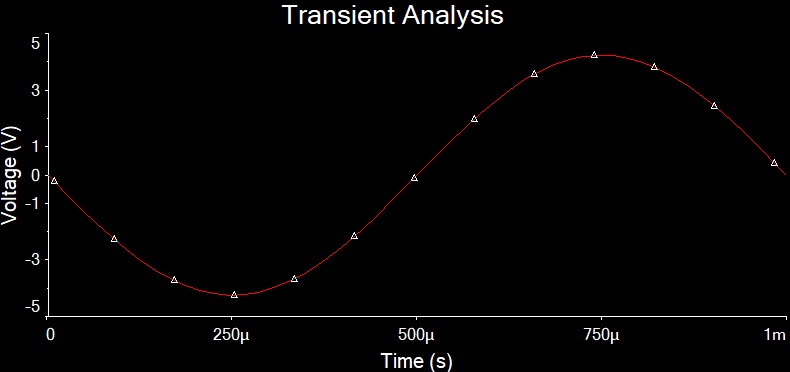 Transient Analysis
5
3
1
0
-1
-3
-5
Voltage (V)
0 250µ 500µ 750µ 1m
Time (s)